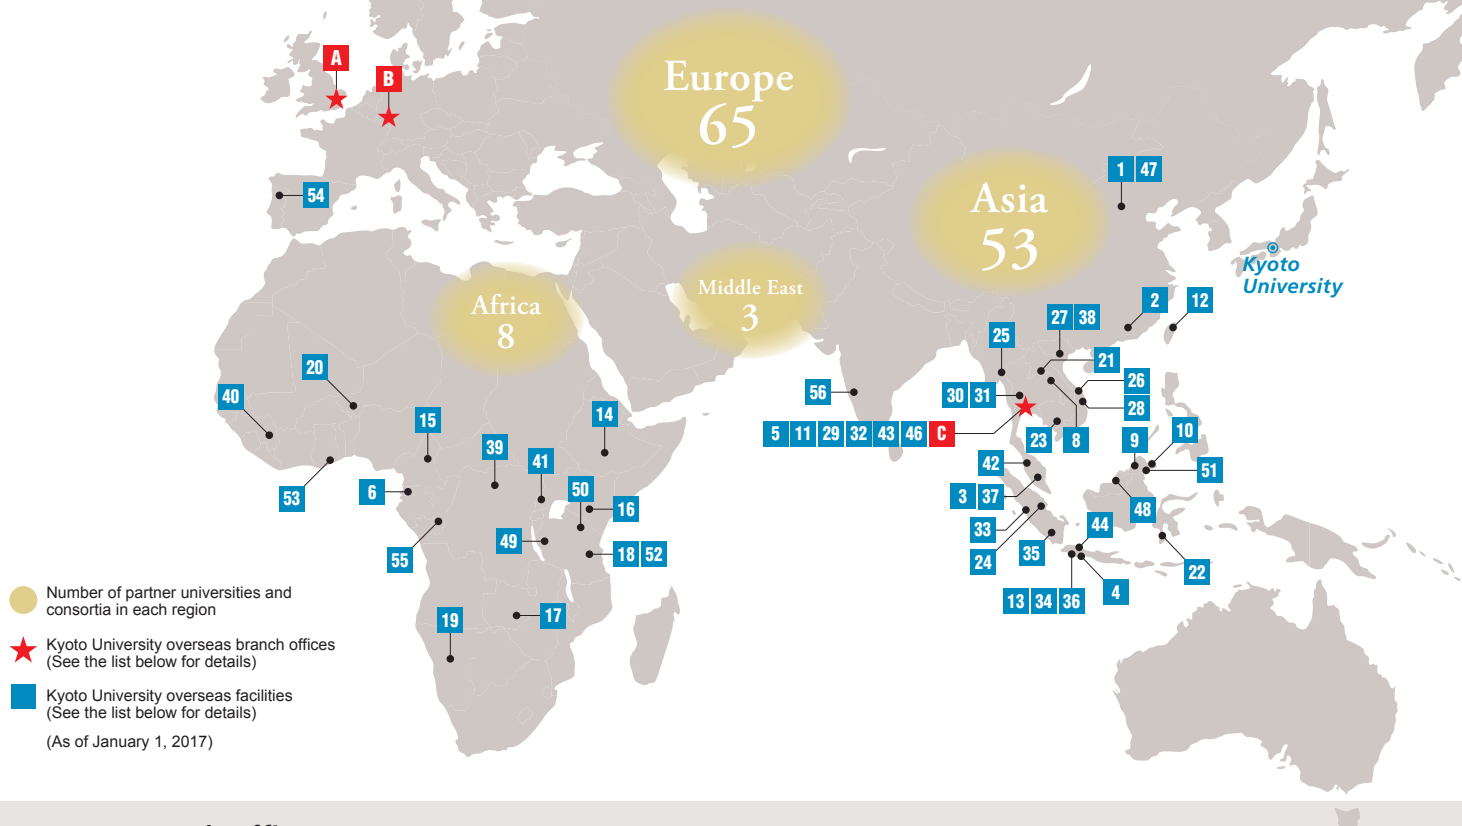 A
B
Europe
65
1 47
54
Asia
53
Kyoto
University
Middle East
3
Africa
8
2
12
27 38
25
21
20
26
40
56
30 31
28
14
15
5 11 29 32 43 46 C
23
8
9
10
39
41
42
51
53
6
50
3 37
16
48
33
44
49
18 52
35
24
55
22
4
13 34 36
19
17
Number of partner universities and
consortia in each region
Kyoto University overseas branch offices
(See the list below for details)
Kyoto University overseas facilities
(See the list below for details)
(As of January 1, 2017)